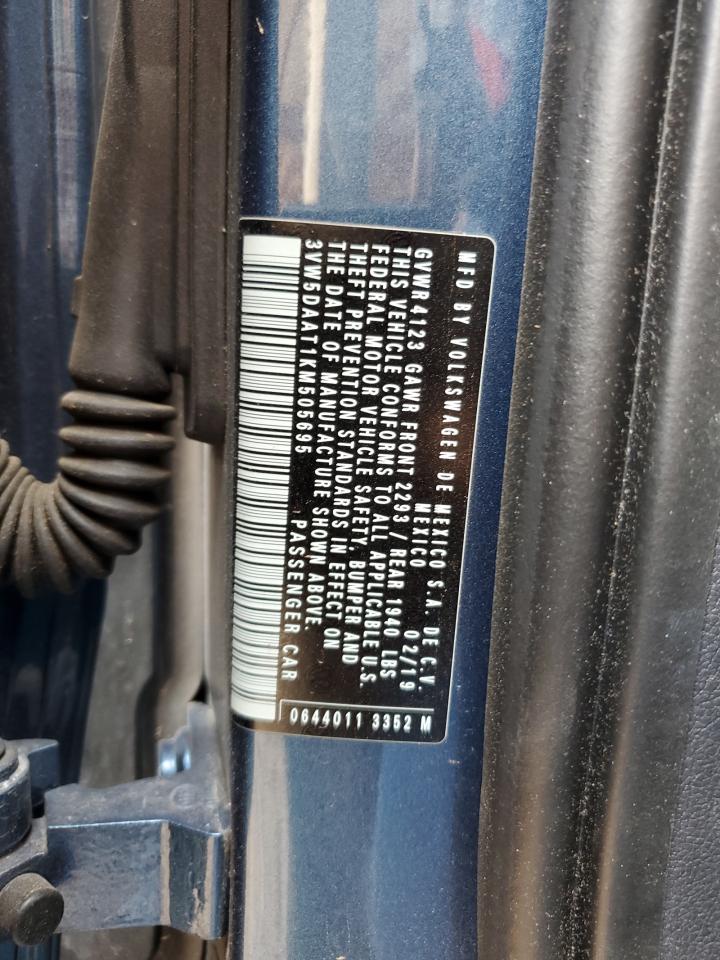 MFD BY VOLKSWAGEN DE MEXICO S.A. DE C.V.
MEXICO 02/19
GVWR 4123 GAWR FRONT 2293 / REAR 1940 LBS
THIS VEHICLE CONFORMS TO ALL APPLICABLE U.S.
FEDERAL MOTOR VEHICLE SAFETY, BUMPER AND
THEFT PREVENTION STANDARDS IN EFFECT ON
THE DATE OF MANUFACTURE SHOWN ABOVE.
3VW5DAAT1KM505695 PASSENGER CAR
0644011 3352 M